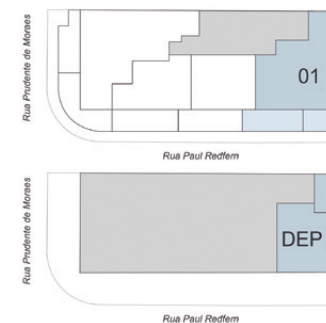 Rua Prudente de Moraes
01
Rua Paul Redfern
Rua Prudente de Moraes
DEP
Rua Paul Redfern